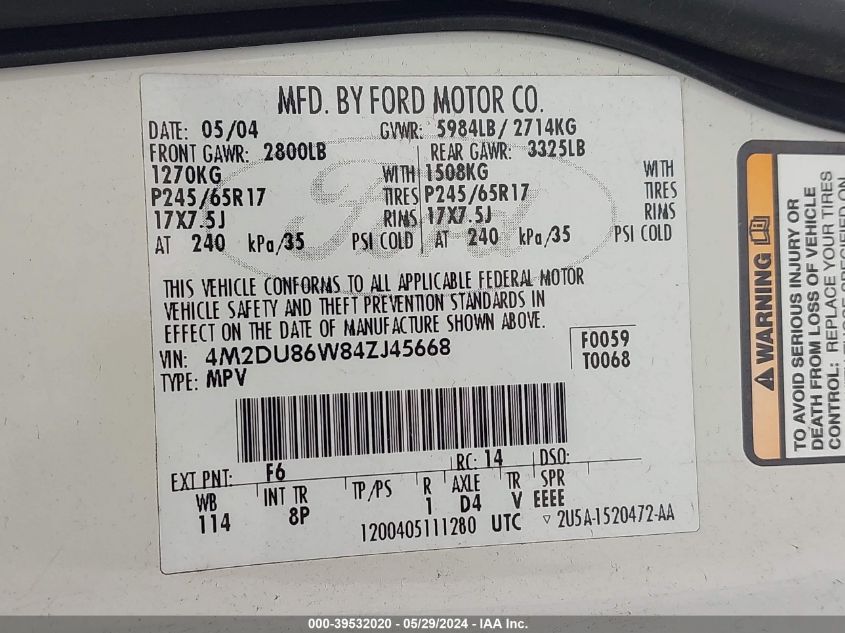 MFD. BY FORD MOTOR CO.
DATE: 05/04 GVWR: 5984LB/ 2714KG
FRONT GAWR: 2800LB REAR GAWR: 3325LB
1270KG WITH 1508KG WITH
P245/65R17 TIRES P245/65R17 TIRES
17X7.5J RIMS 17X7.5J RIMS
AT 240 kPa/35 PSI COLD AT 240 kPa/35 PSI COLD
THIS VEHICLE CONFORMS TO ALL APPLICABLE FEDERAL MOTOR
VEHICLE SAFETY AND THEFT PREVENTION STANDARDS IN
EFFECT ON THE DATE OF MANUFACTURE SHOWN ABOVE.
VIN: 4M2DU86W84ZJ45668 F0059
TYPE: MPV T0068
EXT PNT: F6 RC: 14 DSO:
WB INT TR TP/PS R AXLE TR SPR
114 8P 1 D4 V EEEE
1200405111280 UTC ▽ 2U5A-1520472-AA
WARNING
TO AVOID SERIOUS INJURY OR
DEATH FROM LOSS OF VEHICLE
CONTROL: REPLACE YOUR TIRES
000-39532020 - 05/29/2024 - IAA Inc.